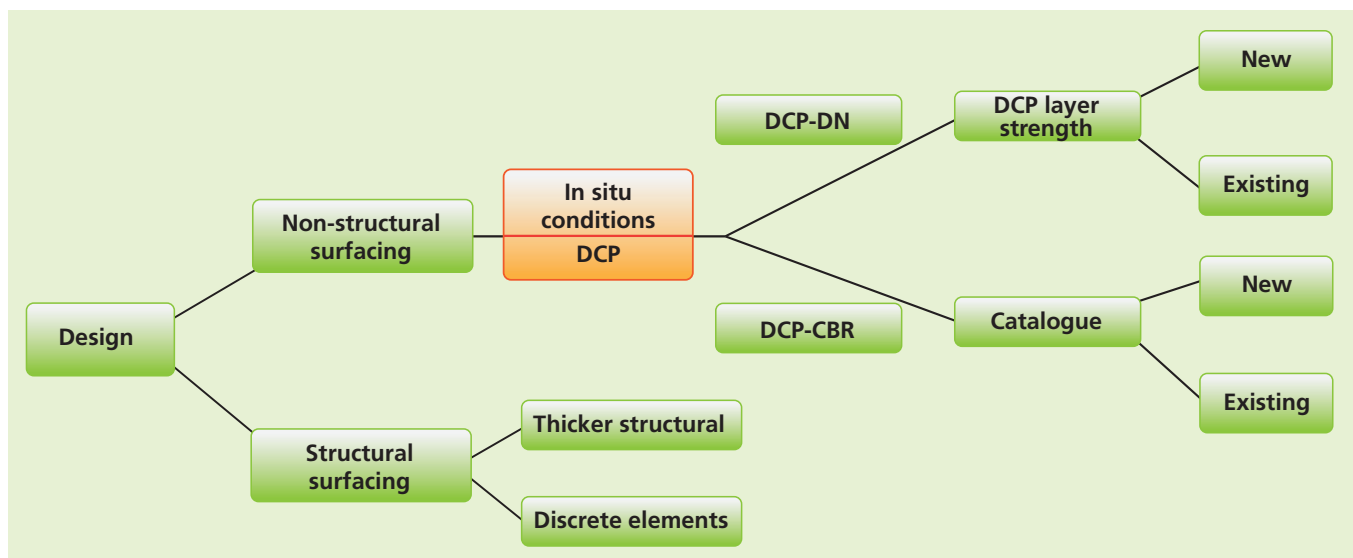 Design
Non-structural
surfacing
In situ
conditions
DCP
DCP-DN
DCP layer
strength
New
Existing
DCP-CBR
Catalogue
New
Existing
Structural
surfacing
Thicker structural
Discrete elements